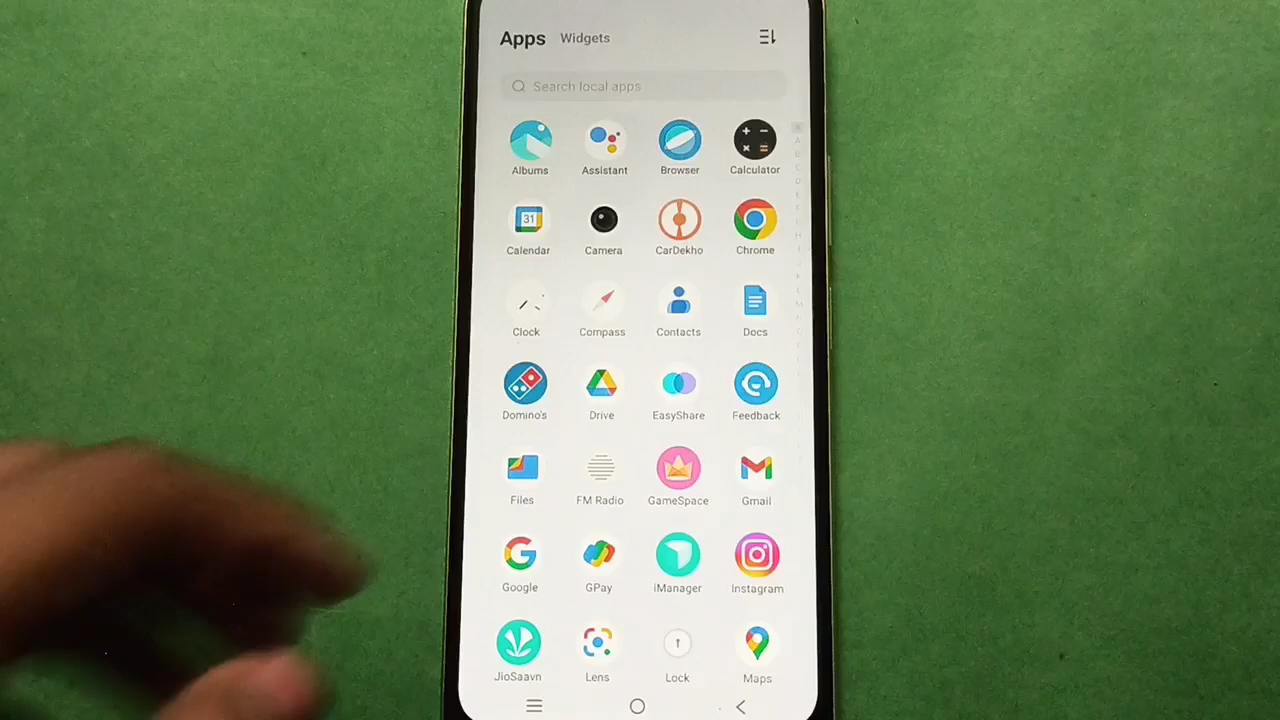 Apps Widgets
Search local apps
Albums Assistant Browser Calculator
31
Calendar Camera CarDekho Chrome
Clock Compass Contacts Docs
Domino's Drive EasyShare Feedback
Files FM Radio GameSpace Gmail
Google GPay iManager Instagram
JioSaavn Lens Lock Maps